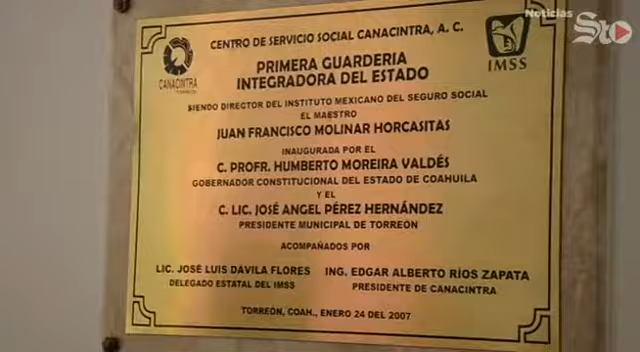 Noticias
Sto
CENTRO DE SERVICIO SOCIAL CANACINTRA, A. C.
CANACINTRA
IMSS
PRIMERA GUARDERIA
INTEGRADORA DEL ESTADO
SIENDO DIRECTOR DEL INSTITUTO MEXICANO DEL SEGURO SOCIAL
EL MAESTRO
JUAN FRANCISCO MOLINAR HORCASITAS
INAUGURADA POR EL
C. PROFR. HUMBERTO MOREIRA VALDÉS
GOBERNADOR CONSTITUCIONAL DEL ESTADO DE COAHUILA
Y EL
C. LIC. JOSÉ ANGEL PÉREZ HERNÁNDEZ
PRESIDENTE MUNICIPAL DE TORREÓN
ACOMPAÑADOS POR
LIC. JOSÉ LUIS DAVILA FLORES ING. EDGAR ALBERTO RÍOS ZAPATA
DELEGADO ESTATAL DEL IMSS PRESIDENTE DE CANACINTRA
TORREÓN, COAH., ENERO 24 DEL 2007